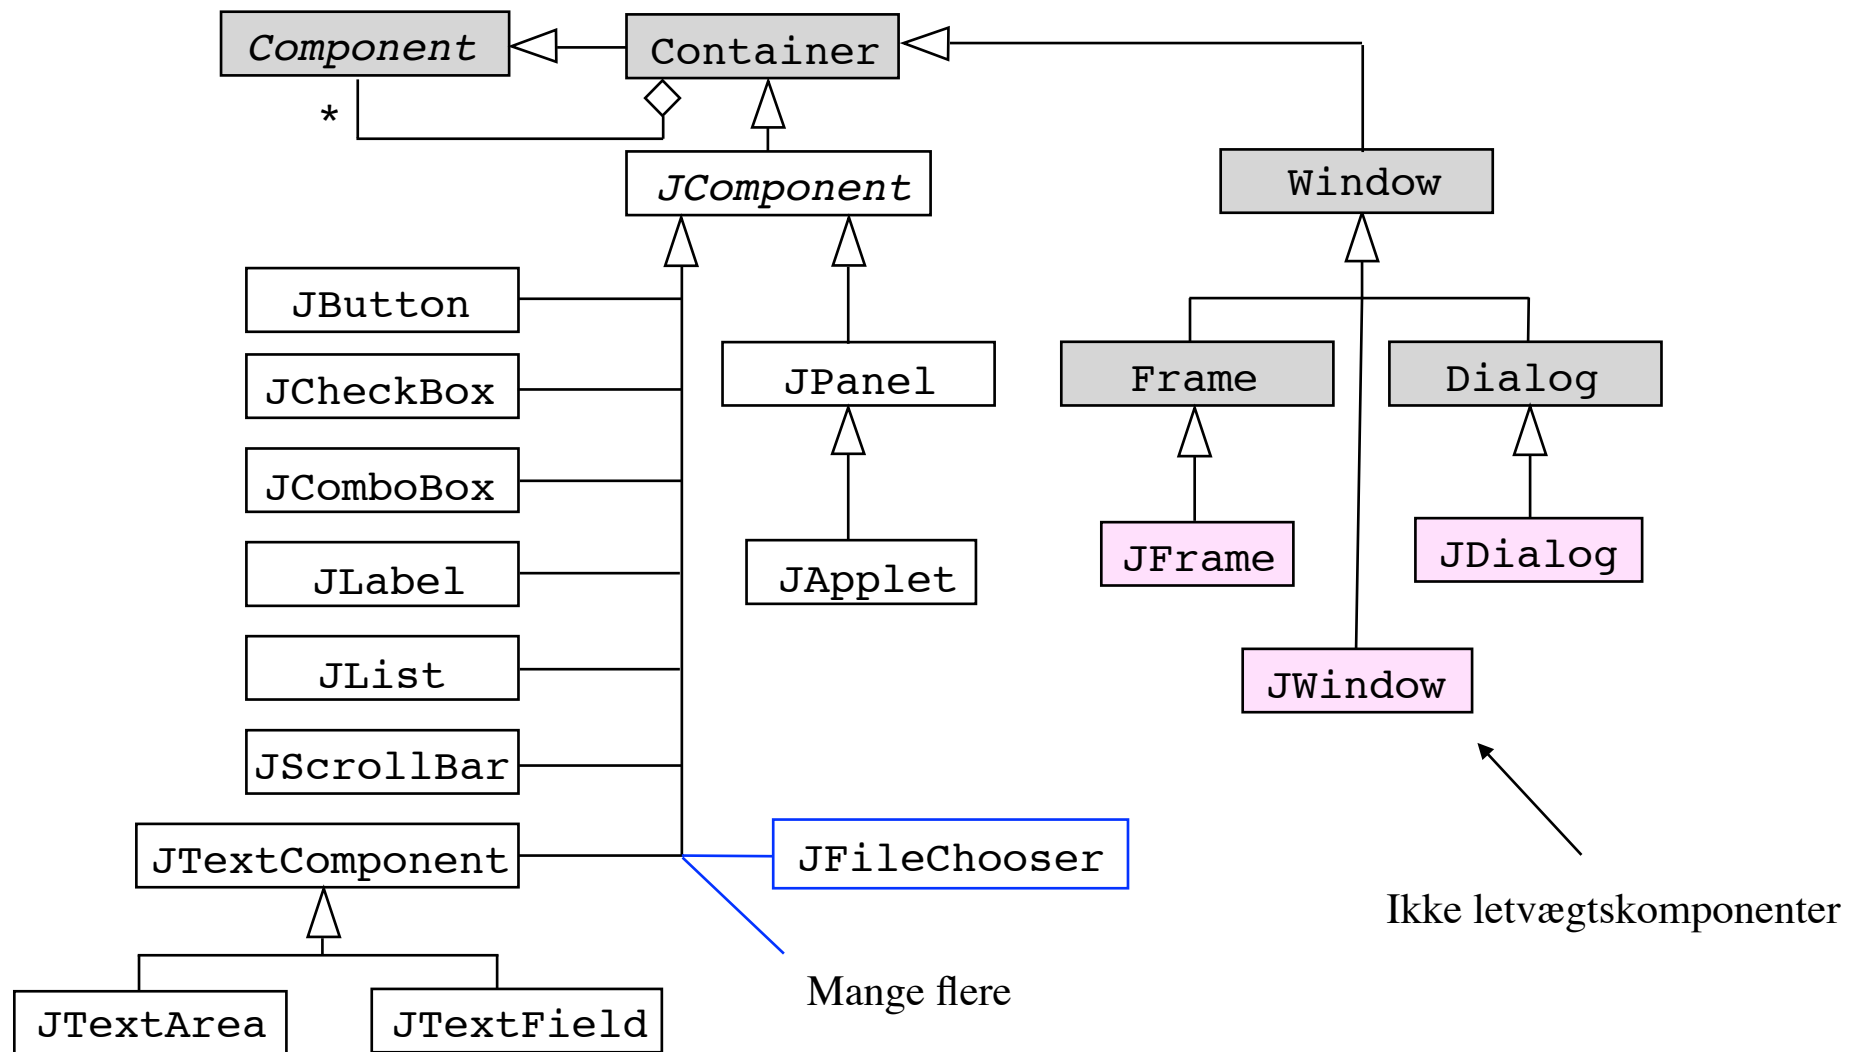 Component
Container
*
JComponent
Window
JButton
JCheckBox
JPanel
Frame
Dialog
JComboBox
JLabel
JApplet
JFrame
JDialog
JList
JWindow
JScrollBar
JTextComponent
JFileChooser
Ikke letvægtskomponenter
Mange flere
JTextArea
JTextField